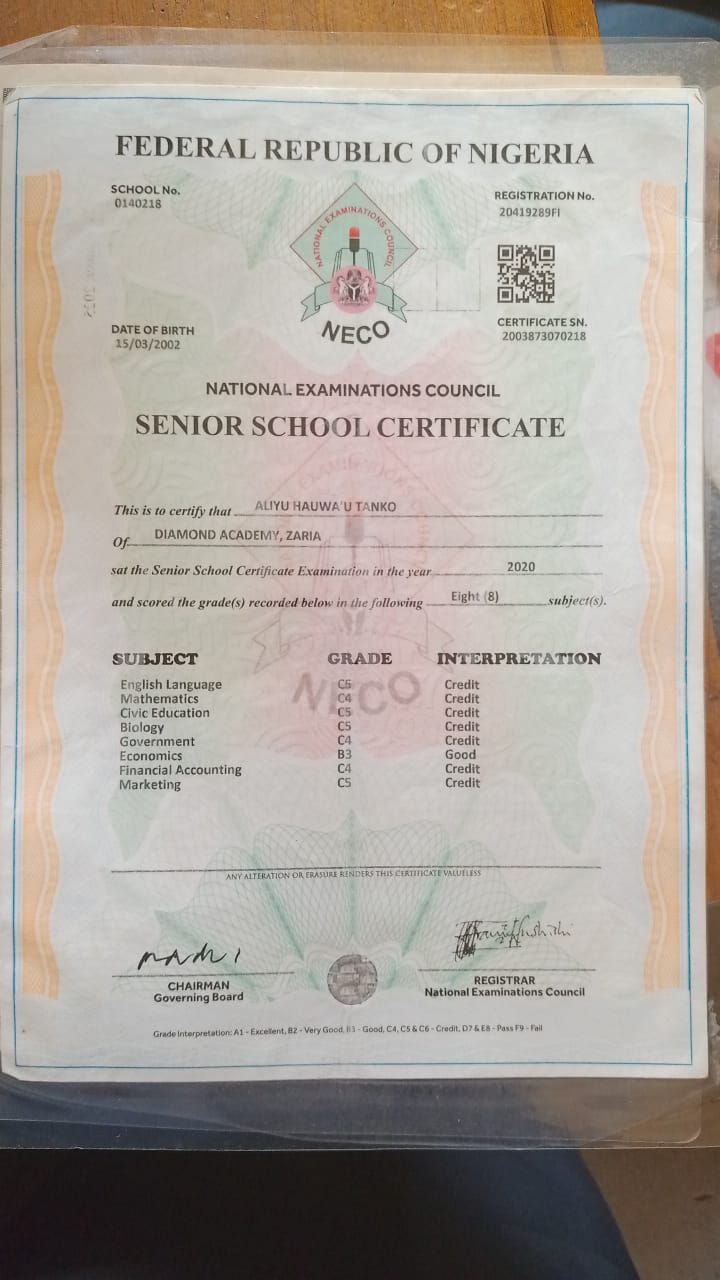 FEDERAL REPUBLIC OF NIGERIA
SCHOOL No.
0140218
REGISTRATION No.
20419289FI
NATIONAL EXAMINATIONS COUNCIL
NECO
DATE OF BIRTH
15/03/2002
CERTIFICATE SN.
2003873070218
NATIONAL EXAMINATIONS COUNCIL
SENIOR SCHOOL CERTIFICATE
This is to certify that ALIYU HAUWA'U TANKO
Of DIAMOND ACADEMY, ZARIA
sat the Senior School Certificate Examination in the year 2020
and scored the grade(s) recorded below in the following Eight (8) subject(s).
SUBJECT GRADE INTERPRETATION
English Language C5 Credit
Mathematics C4 Credit
Civic Education C5 Credit
Biology C5 Credit
Government C4 Credit
Economics B3 Good
Financial Accounting C4 Credit
Marketing C5 Credit
NECO
ANY ALTERATION OR ERASURE RENDERS THIS CERTIFICATE VALUELESS
CHAIRMAN
Governing Board
REGISTRAR
National Examinations Council
Grade Interpretation: A1 - Excellent, B2 - Very Good, B3 - Good, C4, C5 & C6 - Credit, D7 & E8 - Pass F9 - Fail